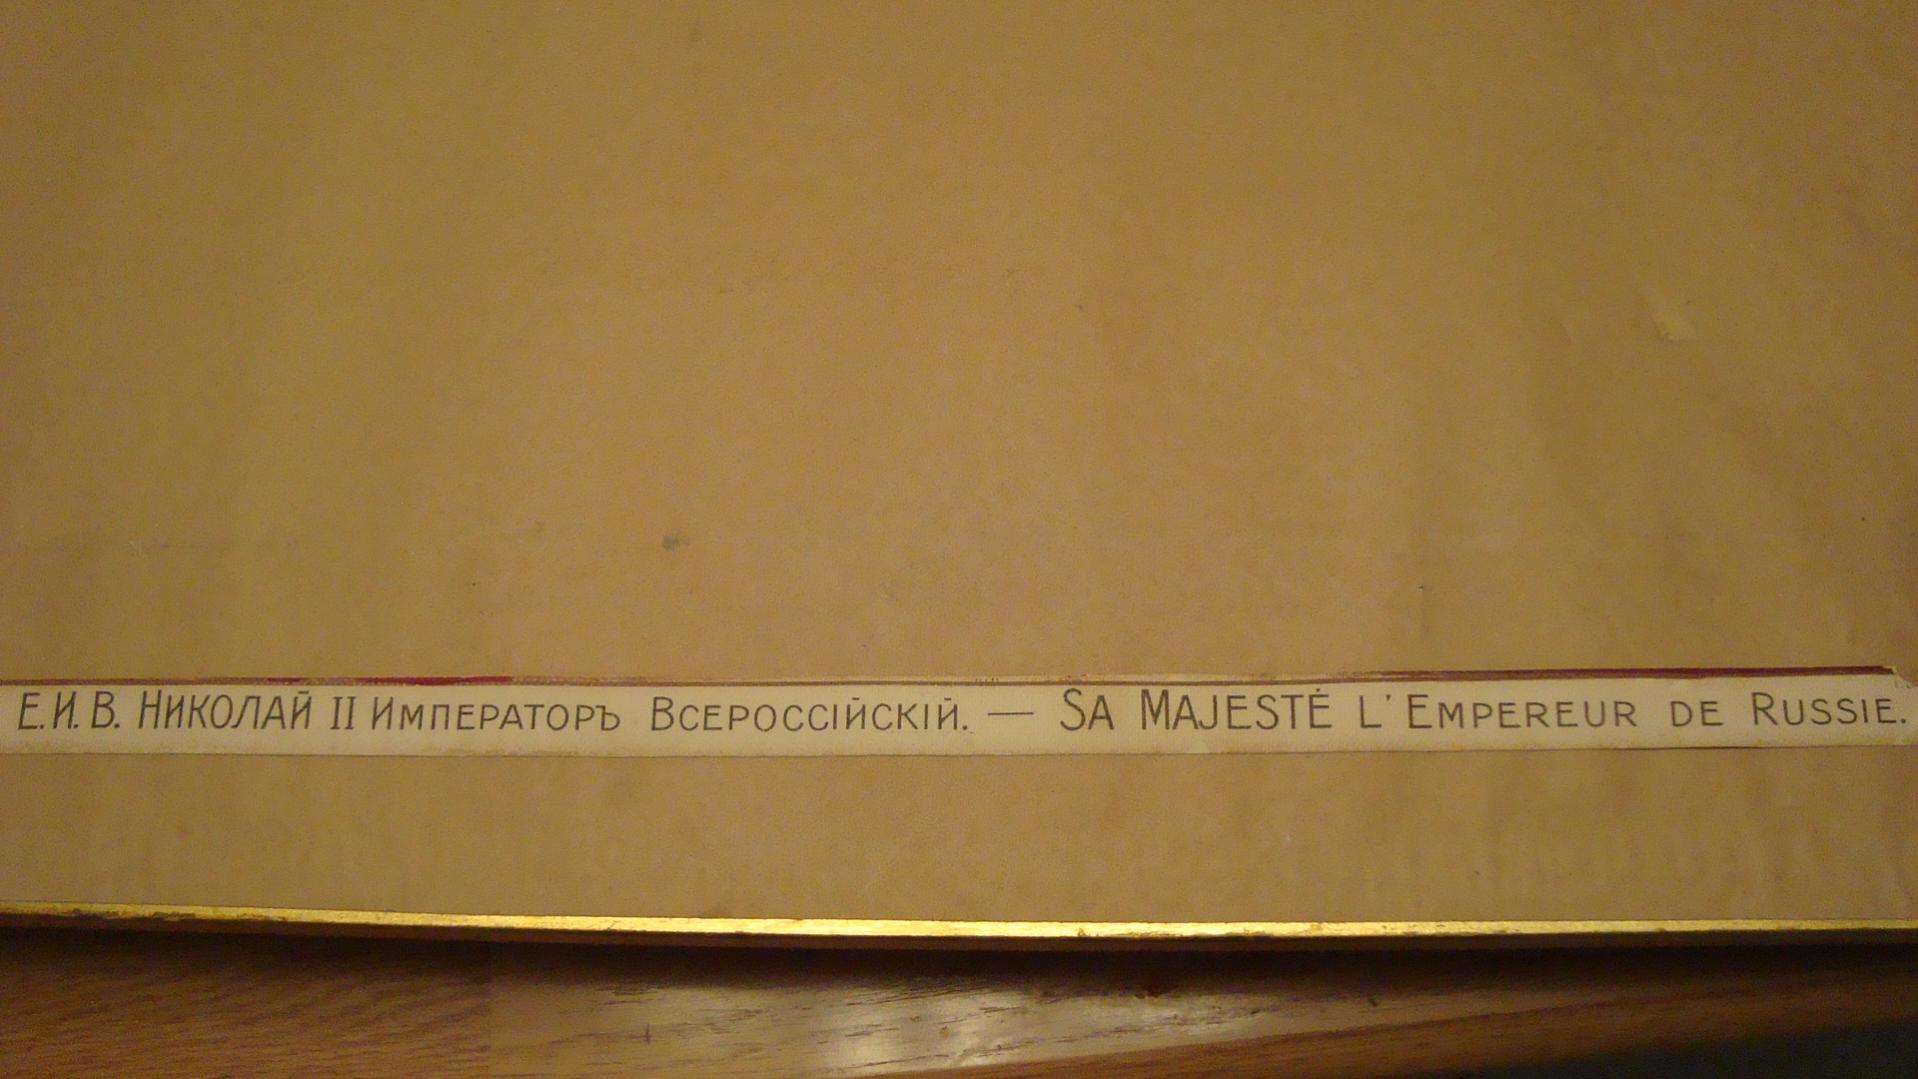 Е.И.В. Николай II Императоръ Всероссійскій. — Sa Majesté l'Empereur de Russie.